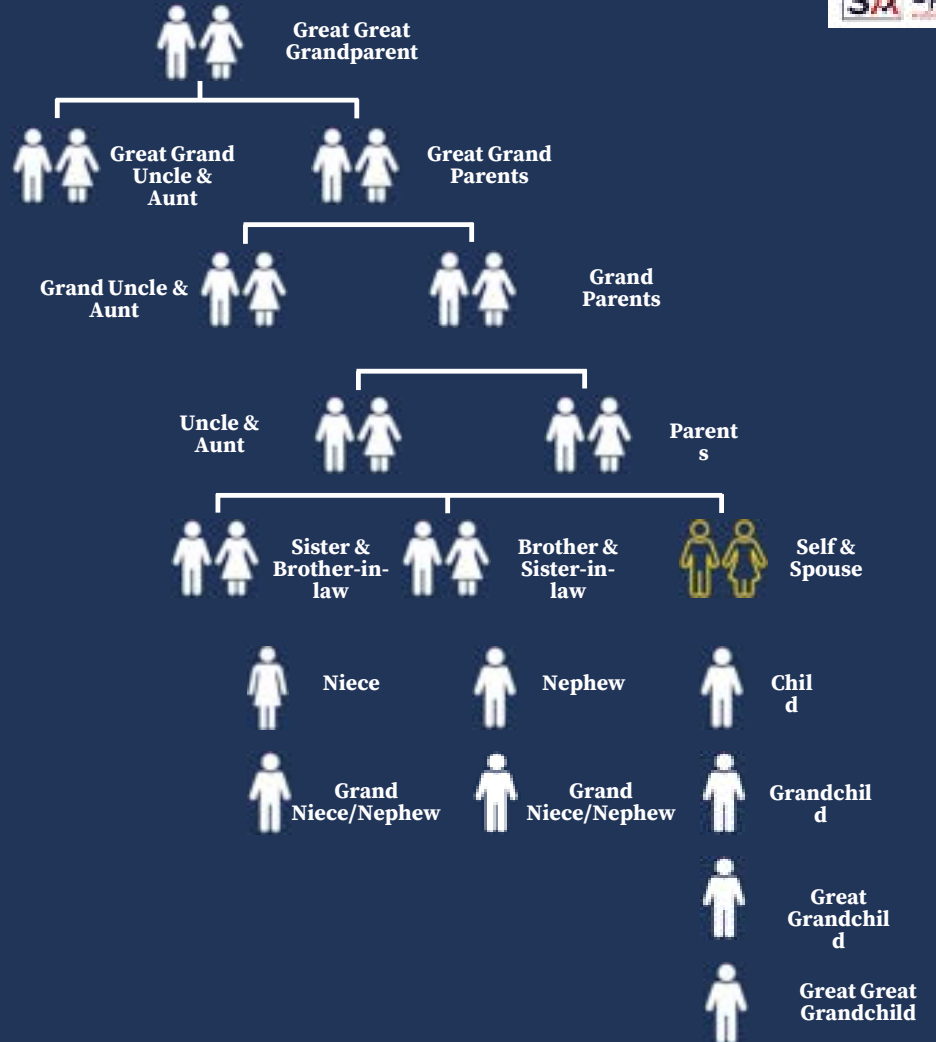 Great Great
Grandparent
Great Grand
Uncle &
Aunt
Great Grand
Parents
Grand Uncle &
Aunt
Grand
Parents
Uncle &
Aunt
Parent
s
Sister &
Brother-in-
law
Brother &
Sister-in-
law
Self &
Spouse
Niece
Nephew
Chil
d
Grand
Niece/Nephew
Grand
Niece/Nephew
Grandchil
d
Great
Grandchil
d
Great Great
Grandchild